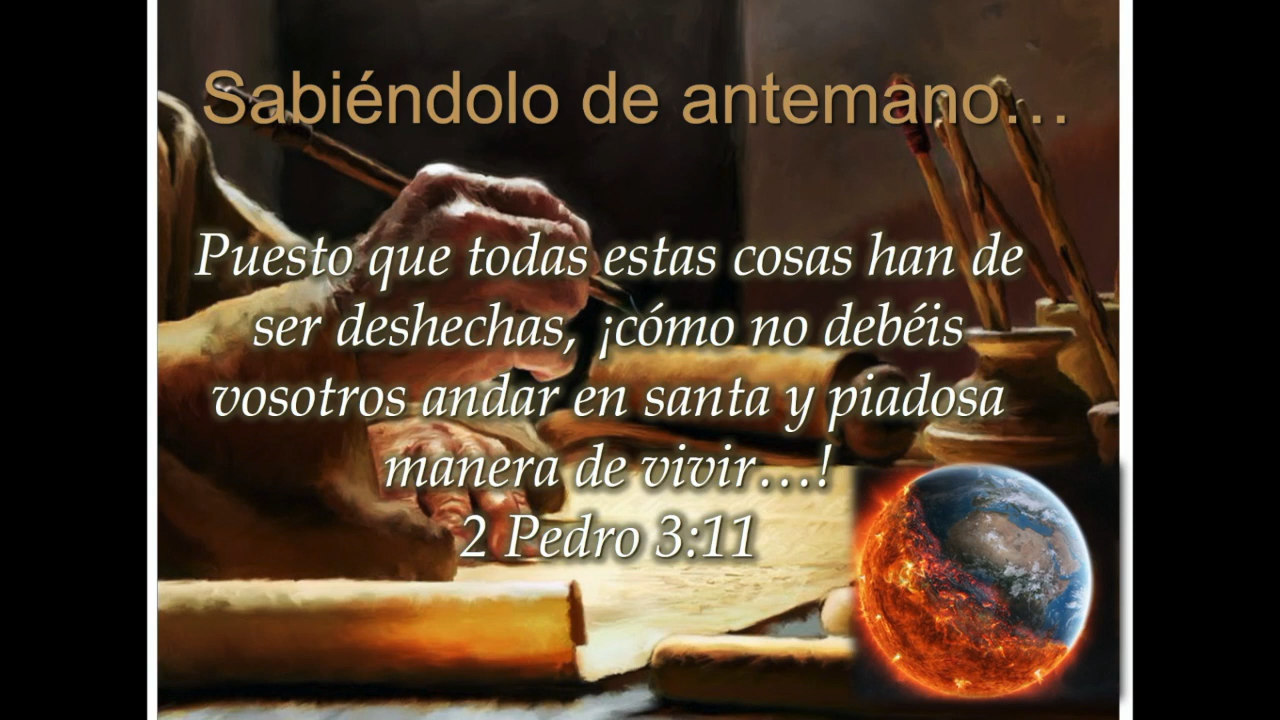 Sabiéndolo de antemano…
Puesto que todas estas cosas han de
ser deshechas, ¡cómo no debéis
vosotros andar en santa y piadosa
manera de vivir…!
2 Pedro 3:11